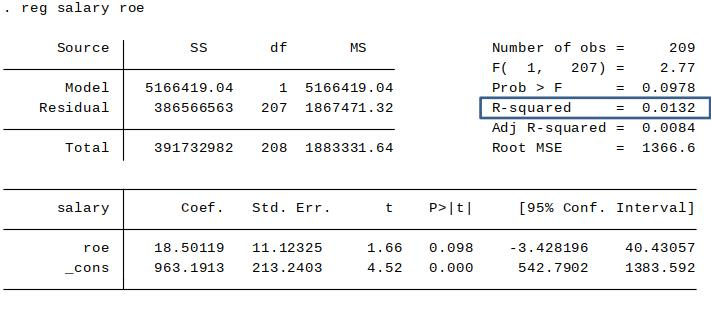 . reg salary roe
Source SS df MS Number of obs = 209
F( 1, 207) = 2.77
Model 5166419.04 1 5166419.04 Prob > F = 0.0978
Residual 386566563 207 1867471.32 R-squared = 0.0132
Adj R-squared = 0.0084
Total 391732982 208 1883331.64 Root MSE = 1366.6
salary Coef. Std. Err. t P>|t| [95% Conf. Interval]
roe 18.50119 11.12325 1.66 0.098 -3.428196 40.43057
_cons 963.1913 213.2403 4.52 0.000 542.7902 1383.592